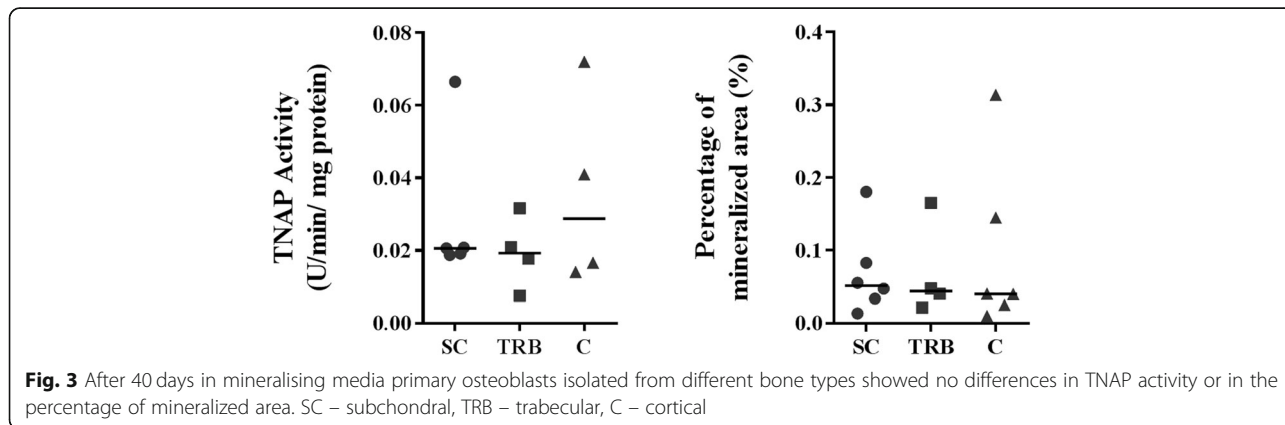 TNAP Activity
(U/min/ mg protein)
0.08
0.06
0.04
0.02
0.00
SC TRB C
Percentage of
mineralized area (%)
0.4
0.3
0.2
0.1
0.0
SC TRB C
Fig. 3 After 40 days in mineralising media primary osteoblasts isolated from different bone types showed no differences in TNAP activity or in the
percentage of mineralized area. SC – subchondral, TRB – trabecular, C – cortical